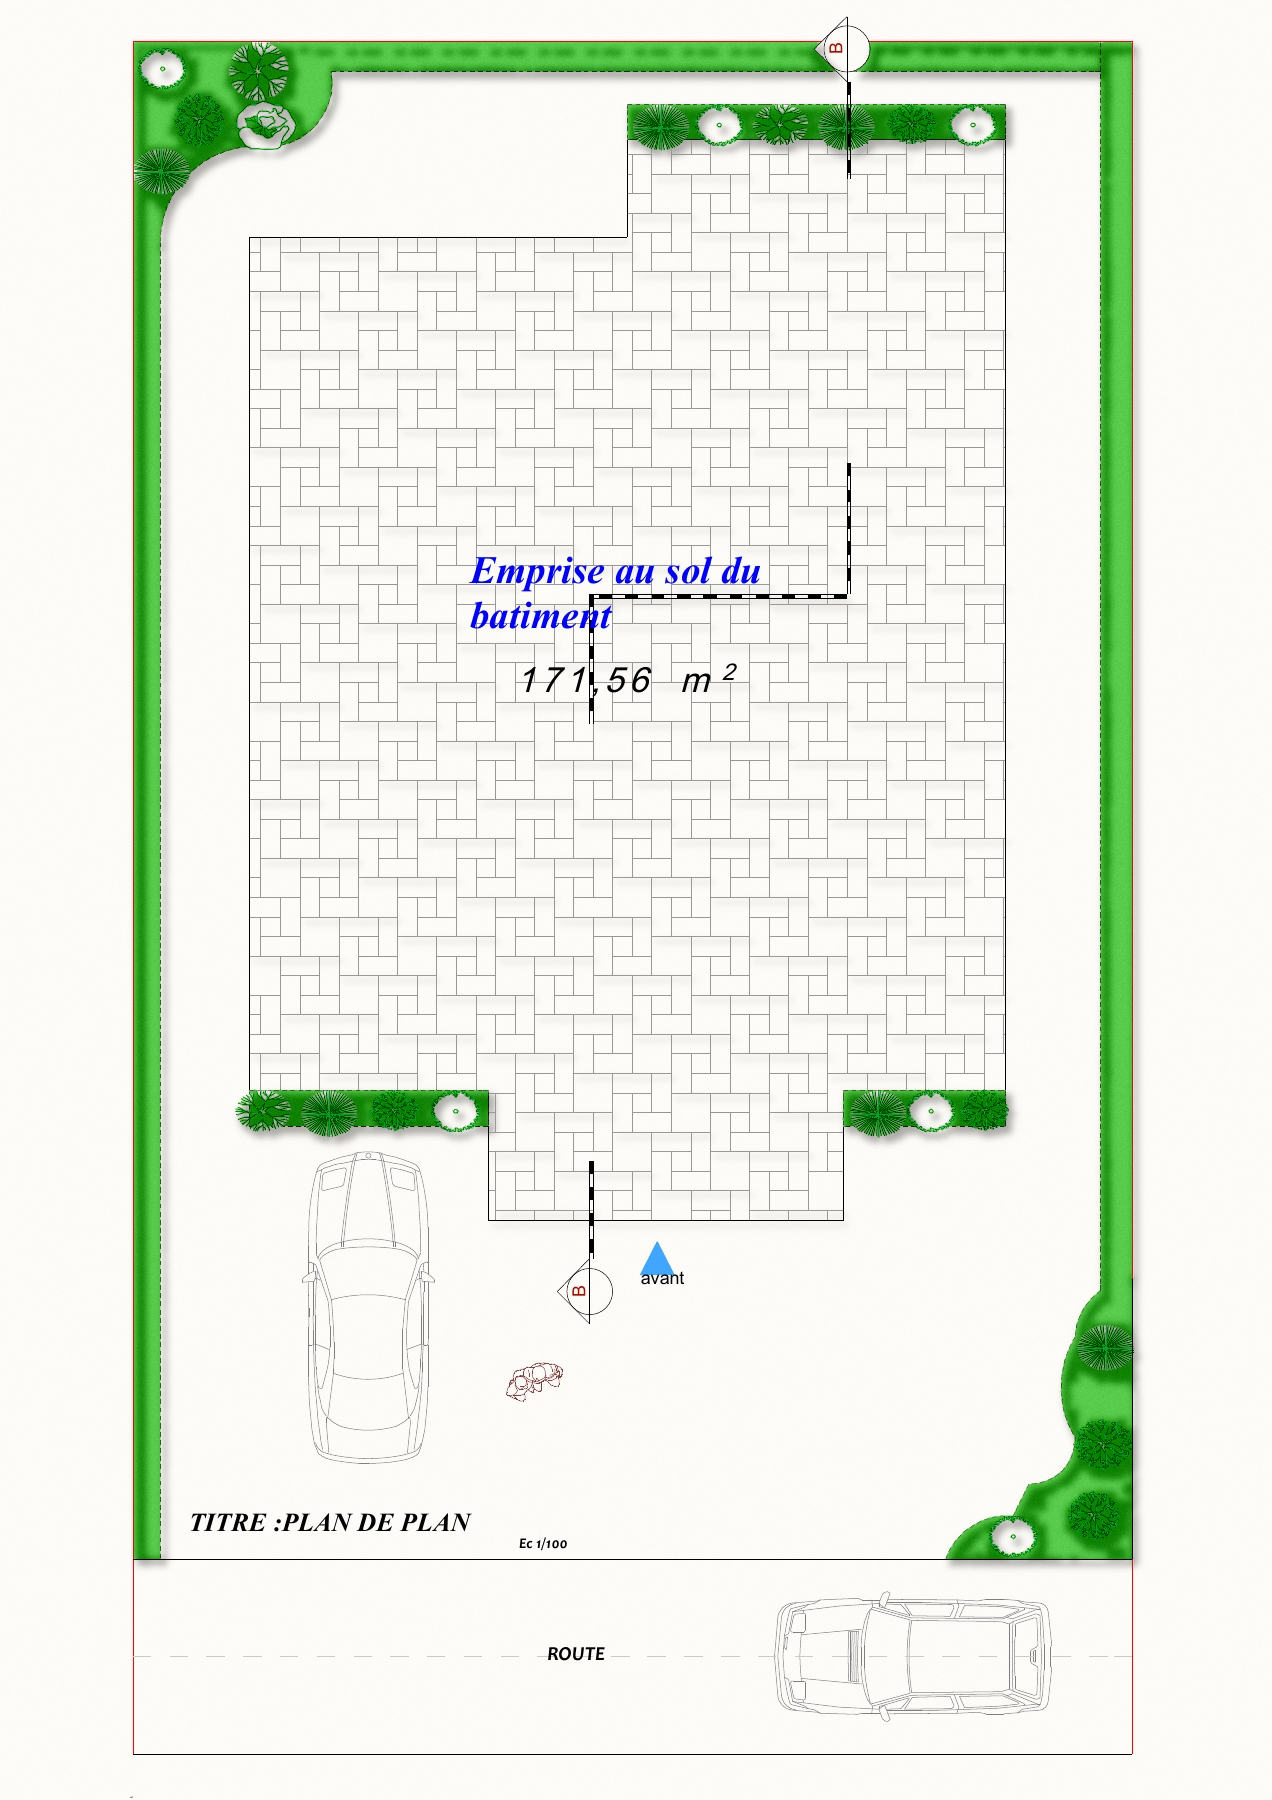 B
Emprise au sol du
batiment
171,56 m²
avant
B
TITRE :PLAN DE PLAN
Ec 1/100
ROUTE